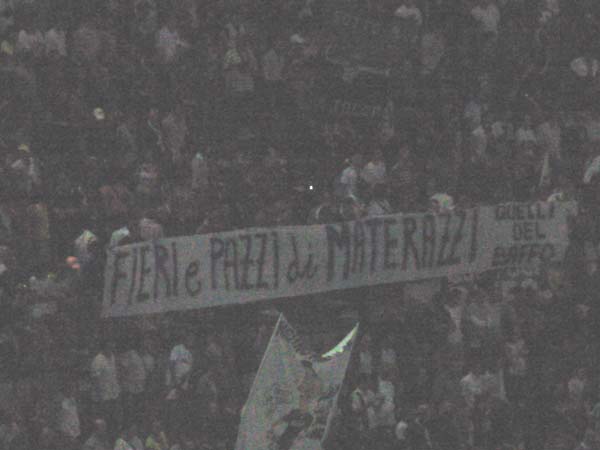 FIERI e PAZZI di MATERAZZI
QUELLI
DEL
BAFFO